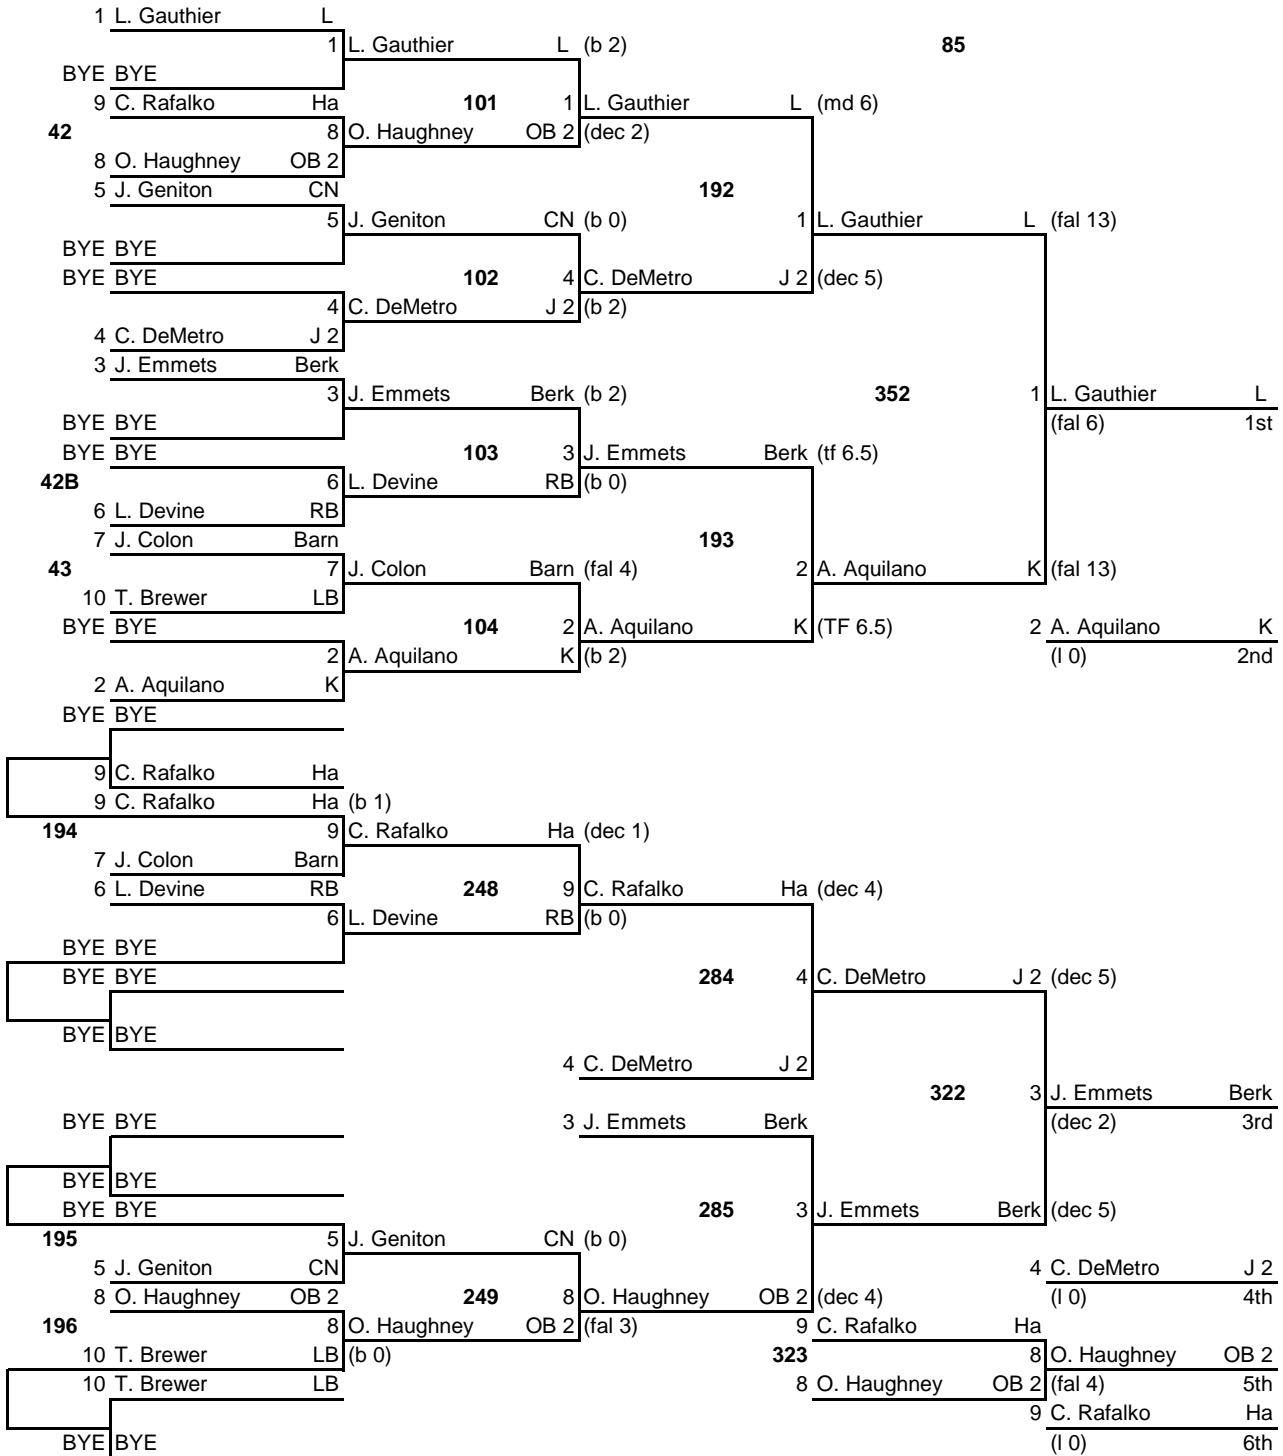 1 L. Gauthier L
1 L. Gauthier L (b 2) 85
BYE BYE
9 C. Rafalko Ha 101 1 L. Gauthier L (md 6)
42 8 O. Haughney OB 2 (dec 2)
8 O. Haughney OB 2
5 J. Geniton CN 192
5 J. Geniton CN (b 0) 1 L. Gauthier L (fal 13)
BYE BYE
BYE BYE 102 4 C. DeMetro J 2 (dec 5)
4 C. DeMetro J 2 (b 2)
4 C. DeMetro J 2
3 J. Emmets Berk
3 J. Emmets Berk (b 2) 352 1 L. Gauthier L
BYE BYE (fal 6) 1st
BYE BYE 103 3 J. Emmets Berk (tf 6.5)
42B 6 L. Devine RB (b 0)
6 L. Devine RB
7 J. Colon Barn 193
43 7 J. Colon Barn (fal 4) 2 A. Aquilano K (fal 13)
10 T. Brewer LB
BYE BYE 104 2 A. Aquilano K (TF 6.5) 2 A. Aquilano K
2 A. Aquilano K (b 2) (l 0) 2nd
2 A. Aquilano K
BYE BYE
9 C. Rafalko Ha
9 C. Rafalko Ha (b 1)
194 9 C. Rafalko Ha (dec 1)
7 J. Colon Barn
6 L. Devine RB 248 9 C. Rafalko Ha (dec 4)
6 L. Devine RB (b 0)
BYE BYE
BYE BYE 284 4 C. DeMetro J 2 (dec 5)
BYE BYE
4 C. DeMetro J 2
322 3 J. Emmets Berk
BYE BYE 3 J. Emmets Berk (dec 2) 3rd
BYE BYE
BYE BYE 285 3 J. Emmets Berk (dec 5)
195 5 J. Geniton CN (b 0)
5 J. Geniton CN 4 C. DeMetro J 2
8 O. Haughney OB 2 249 8 O. Haughney OB 2 (dec 4) (l 0) 4th
196 8 O. Haughney OB 2 (fal 3) 9 C. Rafalko Ha
10 T. Brewer LB (b 0) 323 8 O. Haughney OB 2
10 T. Brewer LB 8 O. Haughney OB 2 (fal 4) 5th
9 C. Rafalko Ha
BYE BYE (l 0) 6th